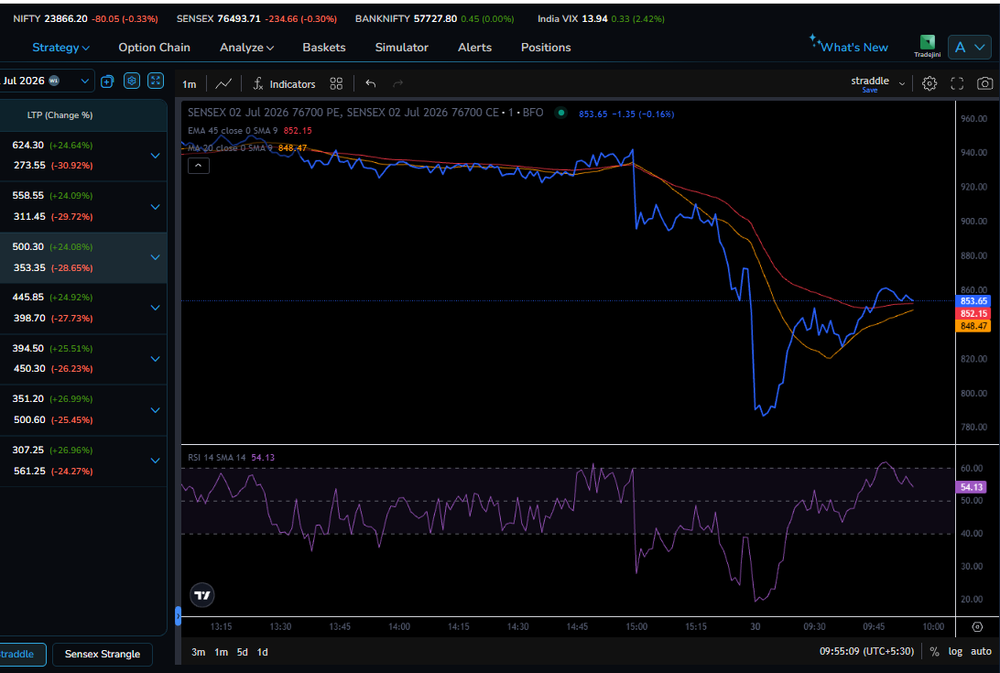 NIFTY 23866.20 -80.05 (-0.33%) SENSEX 76493.71 -234.66 (-0.30%) BANKNIFTY 57727.80 0.45 (0.00%) India VIX 13.94 0.33 (2.42%)
Strategy Option Chain Analyze Baskets Simulator Alerts Positions What's New Tradejini A
Jul 2026 W1
1m Indicators straddle
Save
LTP (Change %)
624.30 (+24.64%)
273.55 (-30.92%)
558.55 (+24.09%)
311.45 (-29.72%)
500.30 (+24.08%)
353.35 (-28.65%)
445.85 (+24.92%)
398.70 (-27.73%)
394.50 (+25.51%)
450.30 (-26.23%)
351.20 (+26.99%)
500.60 (-25.45%)
307.25 (+26.96%)
561.25 (-24.27%)
SENSEX 02 Jul 2026 76700 PE, SENSEX 02 Jul 2026 76700 CE • 1 • BFO 853.65 −1.35 (−0.16%)
EMA 45 close 0 SMA 9 852.15
MA 20 close 0 SMA 9 848.47
960.00
940.00
920.00
900.00
880.00
860.00
853.65
852.15
848.47
820.00
800.00
780.00
RSI 14 SMA 14 54.13
60.00
54.13
50.00
40.00
30.00
20.00
13:15 13:30 13:45 14:00 14:15 14:30 14:45 15:00 15:15 30 09:30 09:45 10:00
3m 1m 5d 1d 09:55:09 (UTC+5:30) % log auto
traddle Sensex Strangle